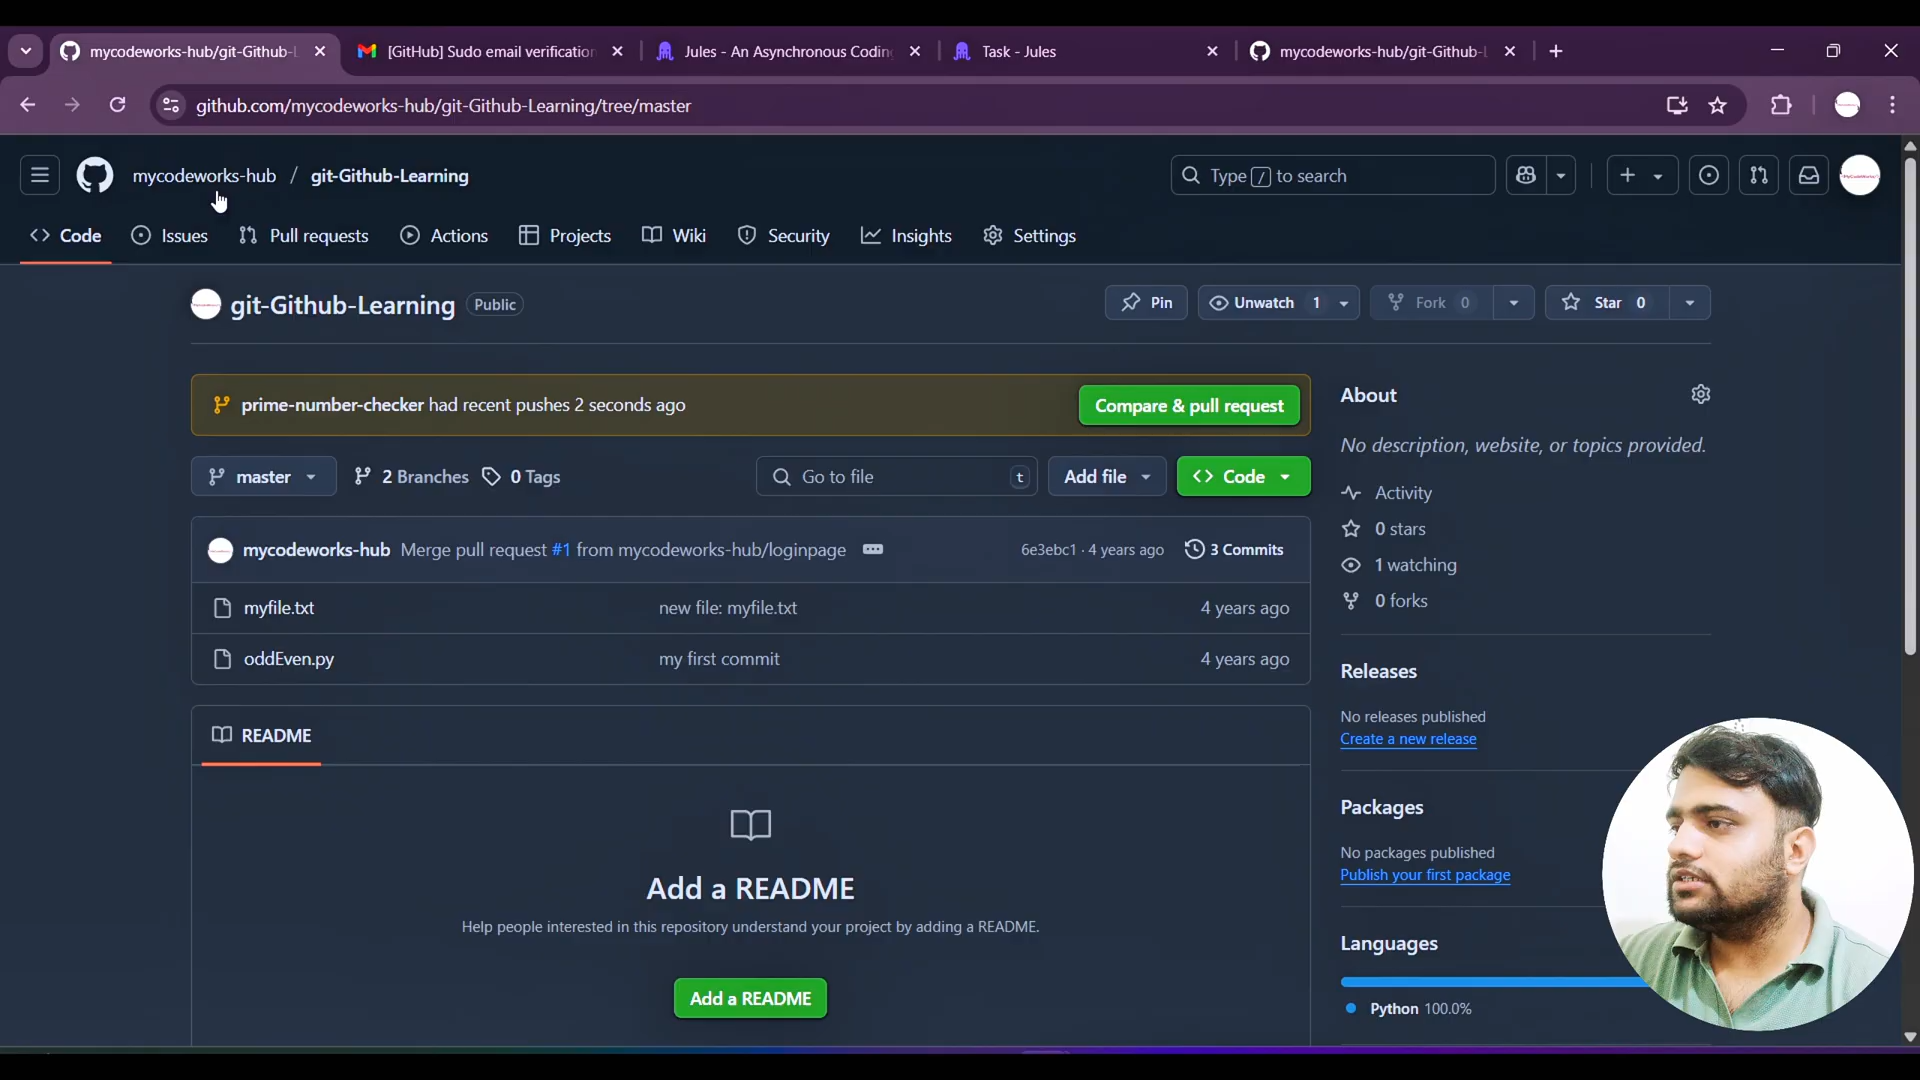 mycodeworks-hub/git-Github-L
[GitHub] Sudo email verification
Jules - An Asynchronous Coding
Task - Jules
mycodeworks-hub/git-Github-L
github.com/mycodeworks-hub/git-Github-Learning/tree/master
mycodeworks-hub / git-Github-Learning
Type / to search
Code
Issues
Pull requests
Actions
Projects
Wiki
Security
Insights
Settings
git-Github-Learning Public
Pin
Unwatch 1
Fork 0
Star 0
prime-number-checker had recent pushes 2 seconds ago
Compare & pull request
master
2 Branches
0 Tags
Go to file t
Add file
Code
mycodeworks-hub Merge pull request #1 from mycodeworks-hub/loginpage
6e3ebc1 · 4 years ago
3 Commits
myfile.txt
new file: myfile.txt
4 years ago
oddEven.py
my first commit
4 years ago
README
Add a README
Help people interested in this repository understand your project by adding a README.
Add a README
About
No description, website, or topics provided.
Activity
0 stars
1 watching
0 forks
Releases
No releases published
Create a new release
Packages
No packages published
Publish your first package
Languages
Python 100.0%